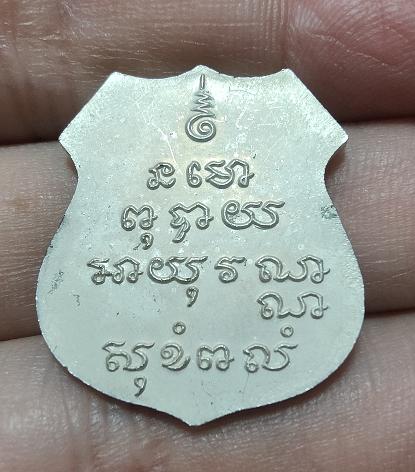 នមោ
ពុទ្ធាយ
អាយុវណ្ណ
សុខំពលំ